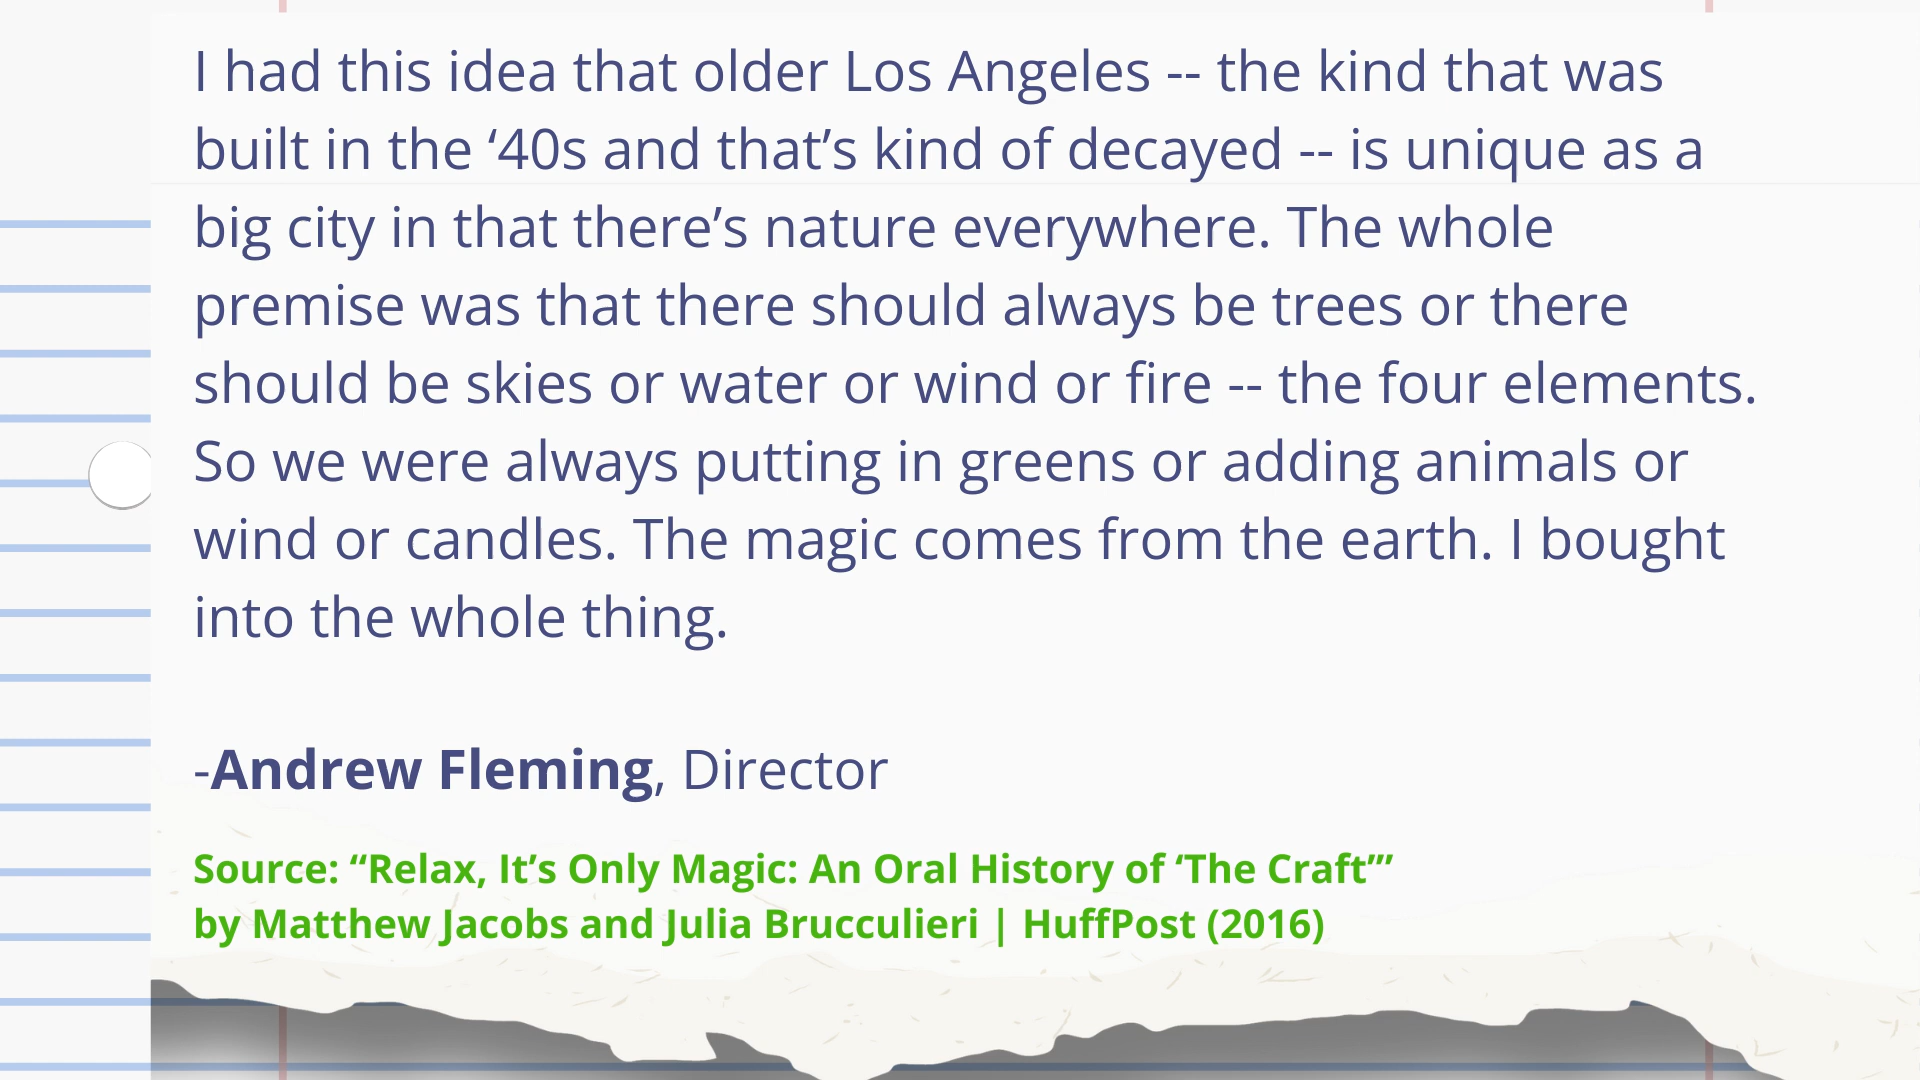 I had this idea that older Los Angeles -- the kind that was
built in the ‘40s and that’s kind of decayed -- is unique as a
big city in that there’s nature everywhere. The whole
premise was that there should always be trees or there
should be skies or water or wind or fire -- the four elements.
So we were always putting in greens or adding animals or
wind or candles. The magic comes from the earth. I bought
into the whole thing.
-Andrew Fleming, Director
Source: “Relax, It’s Only Magic: An Oral History of ‘The Craft’”
by Matthew Jacobs and Julia Brucculieri | HuffPost (2016)